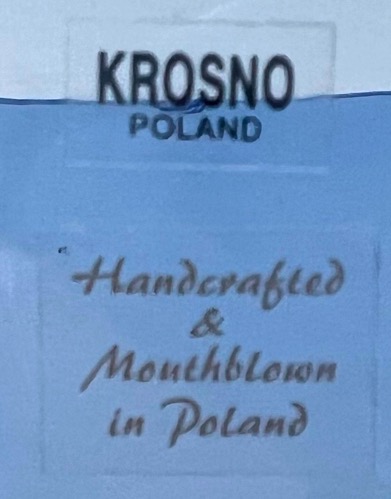 KROSNO
POLAND
Handcrafted
&
Mouthblown
in Poland